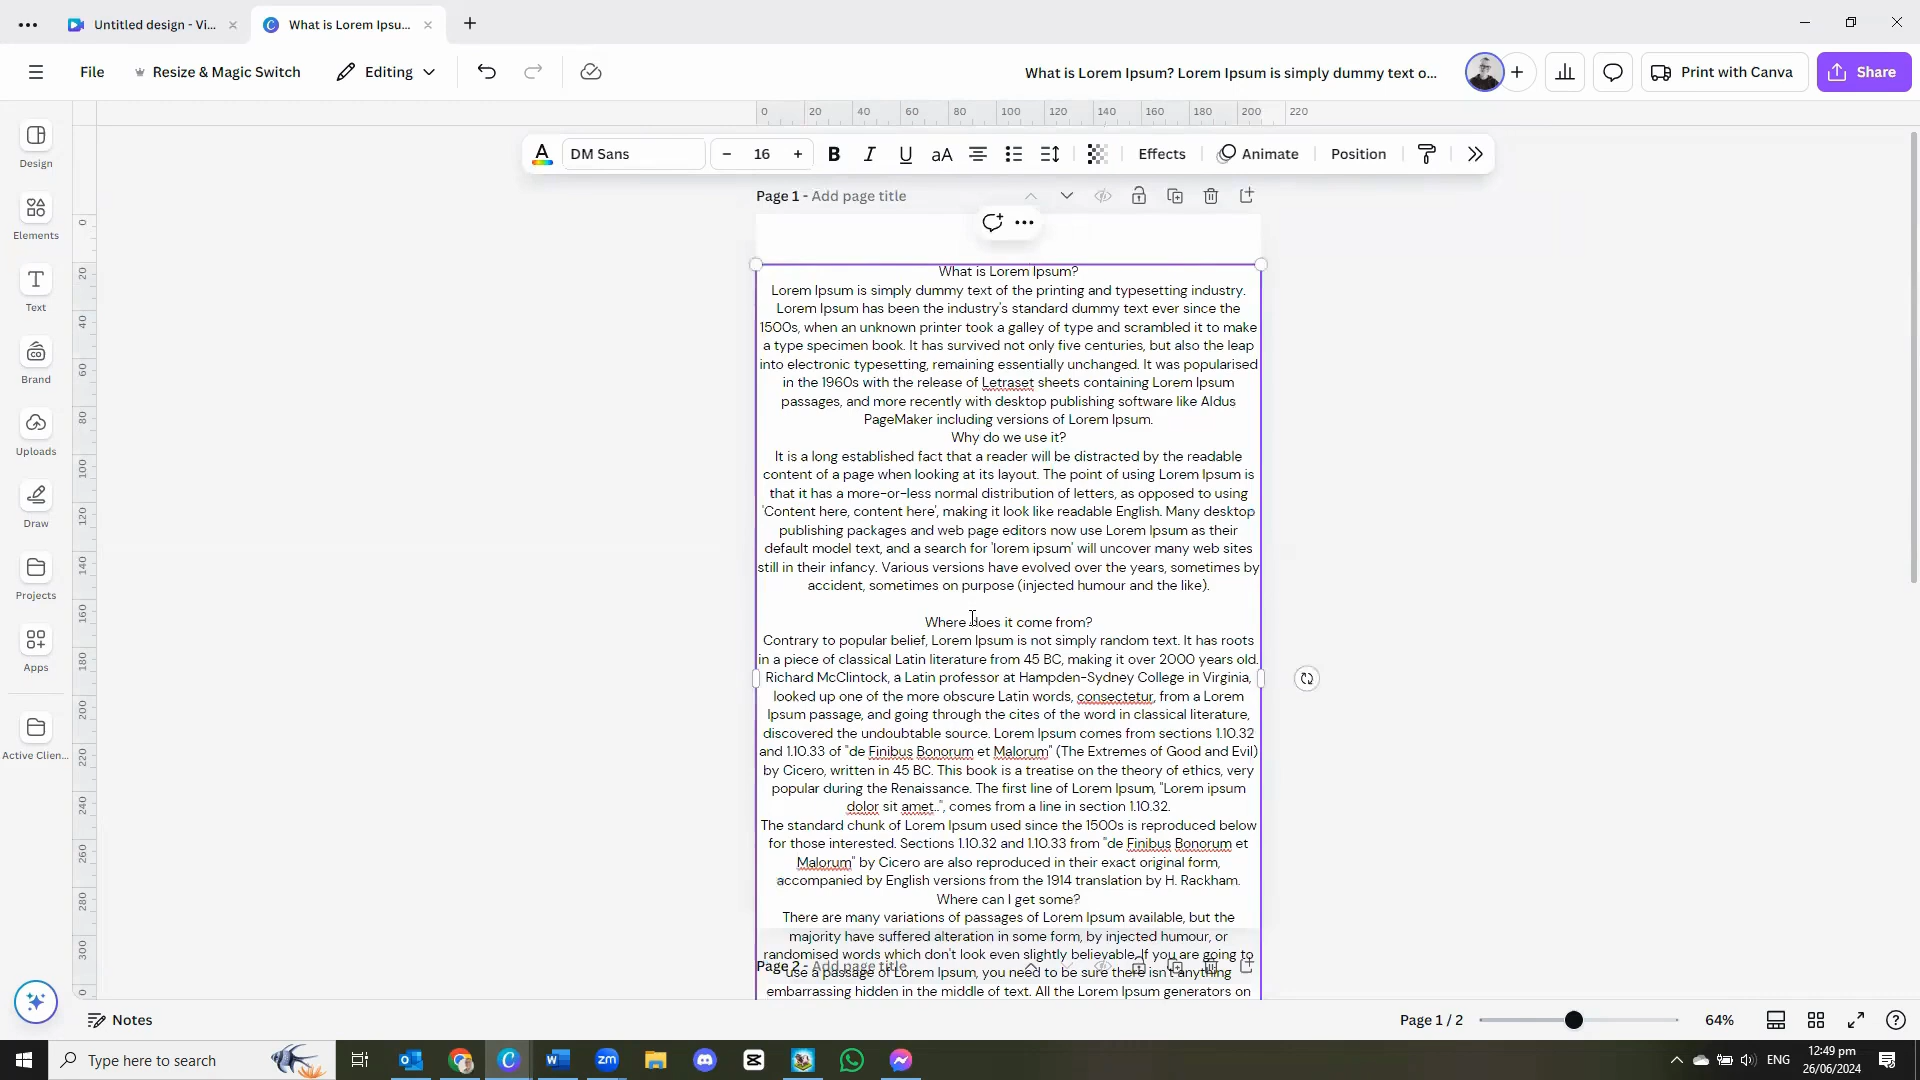 Untitled design - Vi...
What is Lorem Ipsu...
File
Resize & Magic Switch
Editing
What is Lorem Ipsum? Lorem Ipsum is simply dummy text o...
Print with Canva
Share
0 20 40 60 80 100 120 140 160 180 200 220
DM Sans
16
B I U aA
Effects
Animate
Position
Design
Elements
Text
Brand
Uploads
Draw
Projects
Apps
Active Clien...
0
20
40
60
80
100
120
140
160
180
200
220
240
260
280
300
0
Page 1 - Add page title
What is Lorem Ipsum?
Lorem Ipsum is simply dummy text of the printing and typesetting industry.
Lorem Ipsum has been the industry's standard dummy text ever since the
1500s, when an unknown printer took a galley of type and scrambled it to make
a type specimen book. It has survived not only five centuries, but also the leap
into electronic typesetting, remaining essentially unchanged. It was popularised
in the 1960s with the release of Letraset sheets containing Lorem Ipsum
passages, and more recently with desktop publishing software like Aldus
PageMaker including versions of Lorem Ipsum.
Why do we use it?
It is a long established fact that a reader will be distracted by the readable
content of a page when looking at its layout. The point of using Lorem Ipsum is
that it has a more-or-less normal distribution of letters, as opposed to using
'Content here, content here', making it look like readable English. Many desktop
publishing packages and web page editors now use Lorem Ipsum as their
default model text, and a search for 'lorem ipsum' will uncover many web sites
still in their infancy. Various versions have evolved over the years, sometimes by
accident, sometimes on purpose (injected humour and the like).
Where does it come from?
Contrary to popular belief, Lorem Ipsum is not simply random text. It has roots
in a piece of classical Latin literature from 45 BC, making it over 2000 years old.
Richard McClintock, a Latin professor at Hampden-Sydney College in Virginia,
looked up one of the more obscure Latin words, consectetur, from a Lorem
Ipsum passage, and going through the cites of the word in classical literature,
discovered the undoubtable source. Lorem Ipsum comes from sections 1.10.32
and 1.10.33 of "de Finibus Bonorum et Malorum" (The Extremes of Good and Evil)
by Cicero, written in 45 BC. This book is a treatise on the theory of ethics, very
popular during the Renaissance. The first line of Lorem Ipsum, "Lorem ipsum
dolor sit amet..", comes from a line in section 1.10.32.
The standard chunk of Lorem Ipsum used since the 1500s is reproduced below
for those interested. Sections 1.10.32 and 1.10.33 from "de Finibus Bonorum et
Malorum" by Cicero are also reproduced in their exact original form,
accompanied by English versions from the 1914 translation by H. Rackham.
Where can I get some?
There are many variations of passages of Lorem Ipsum available, but the
majority have suffered alteration in some form, by injected humour, or
randomised words which don't look even slightly believable. If you are going to
Page 2 - Add page title
use a passage of Lorem Ipsum, you need to be sure there isn't anything
embarrassing hidden in the middle of text. All the Lorem Ipsum generators on
Notes
Page 1 / 2
64%
Type here to search
ENG
12:49 pm
26/06/2024